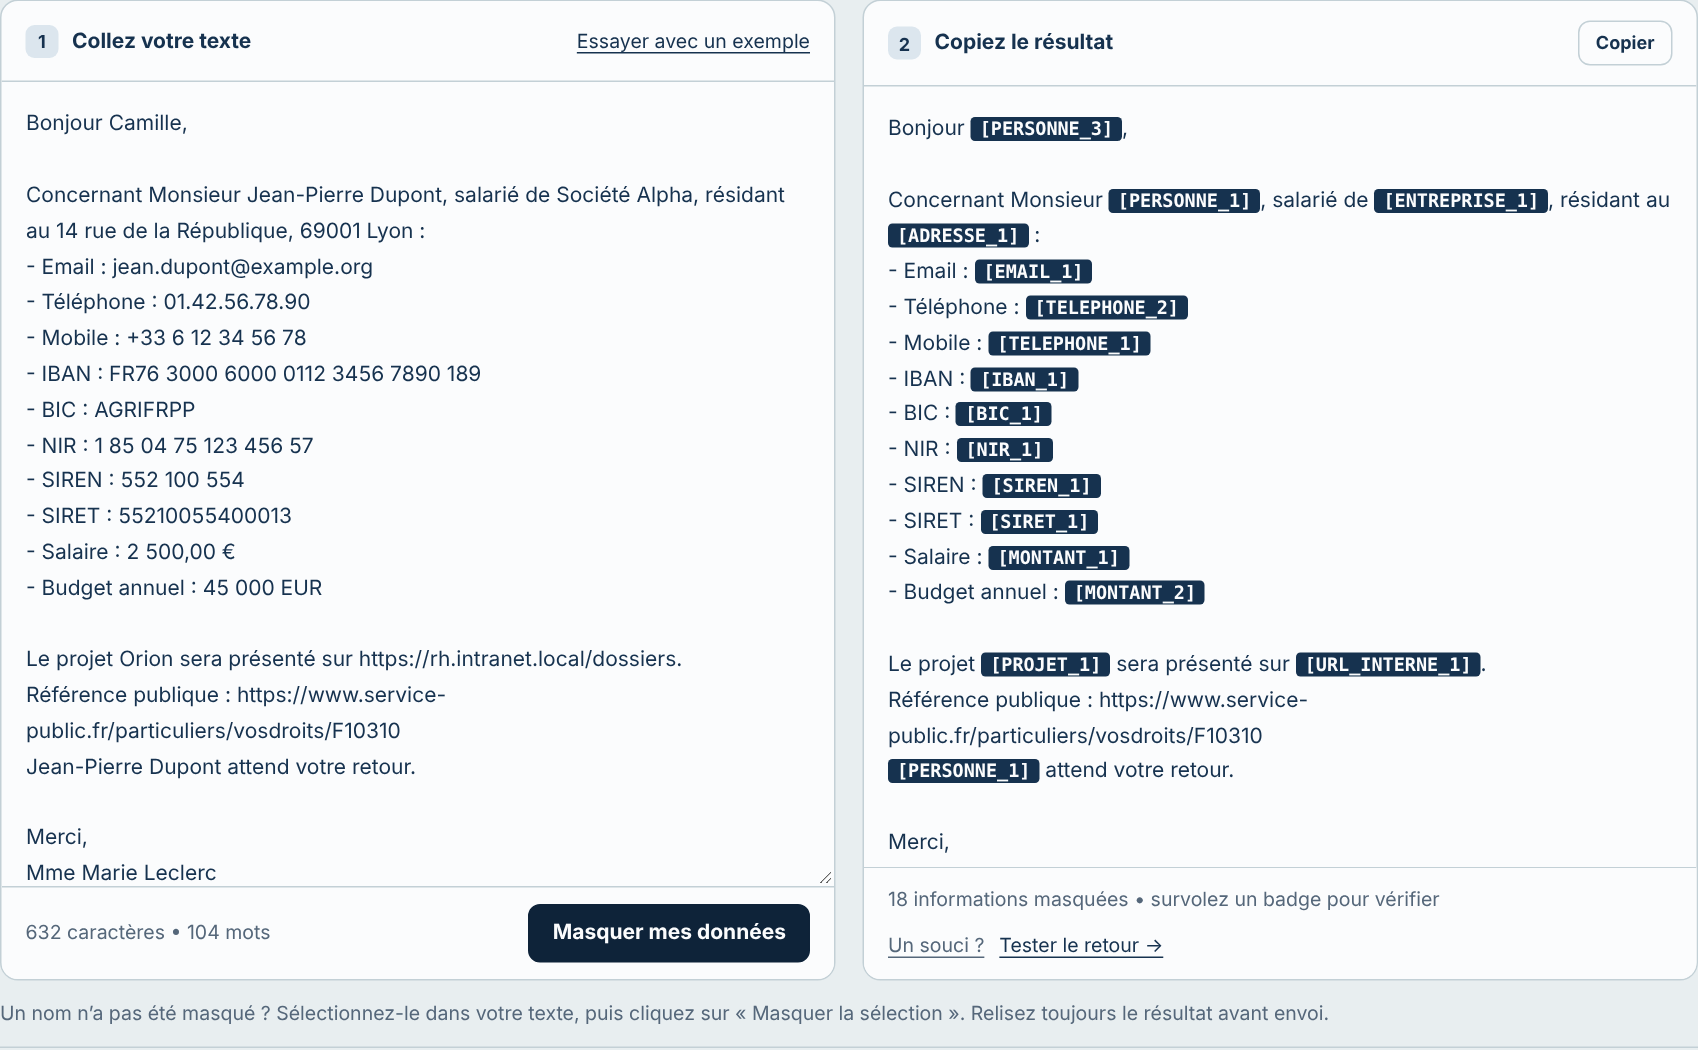 1 Collez votre texte
Essayer avec un exemple
Bonjour Camille,
Concernant Monsieur Jean-Pierre Dupont, salarié de Société Alpha, résidant
au 14 rue de la République, 69001 Lyon :
- Email : jean.dupont@example.org
- Téléphone : 01.42.56.78.90
- Mobile : +33 6 12 34 56 78
- IBAN : FR76 3000 6000 0112 3456 7890 189
- BIC : AGRIFRPP
- NIR : 1 85 04 75 123 456 57
- SIREN : 552 100 554
- SIRET : 55210055400013
- Salaire : 2 500,00 €
- Budget annuel : 45 000 EUR
Le projet Orion sera présenté sur https://rh.intranet.local/dossiers.
Référence publique : https://www.service-
public.fr/particuliers/vosdroits/F10310
Jean-Pierre Dupont attend votre retour.
Merci,
Mme Marie Leclerc
632 caractères • 104 mots
Masquer mes données
2 Copiez le résultat
Copier
Bonjour [PERSONNE_3],
Concernant Monsieur [PERSONNE_1], salarié de [ENTREPRISE_1], résidant au
[ADRESSE_1] :
- Email : [EMAIL_1]
- Téléphone : [TELEPHONE_2]
- Mobile : [TELEPHONE_1]
- IBAN : [IBAN_1]
- BIC : [BIC_1]
- NIR : [NIR_1]
- SIREN : [SIREN_1]
- SIRET : [SIRET_1]
- Salaire : [MONTANT_1]
- Budget annuel : [MONTANT_2]
Le projet [PROJET_1] sera présenté sur [URL_INTERNE_1].
Référence publique : https://www.service-
public.fr/particuliers/vosdroits/F10310
[PERSONNE_1] attend votre retour.
Merci,
18 informations masquées • survolez un badge pour vérifier
Un souci ? Tester le retour →
Un nom n’a pas été masqué ? Sélectionnez-le dans votre texte, puis cliquez sur « Masquer la sélection ». Relisez toujours le résultat avant envoi.